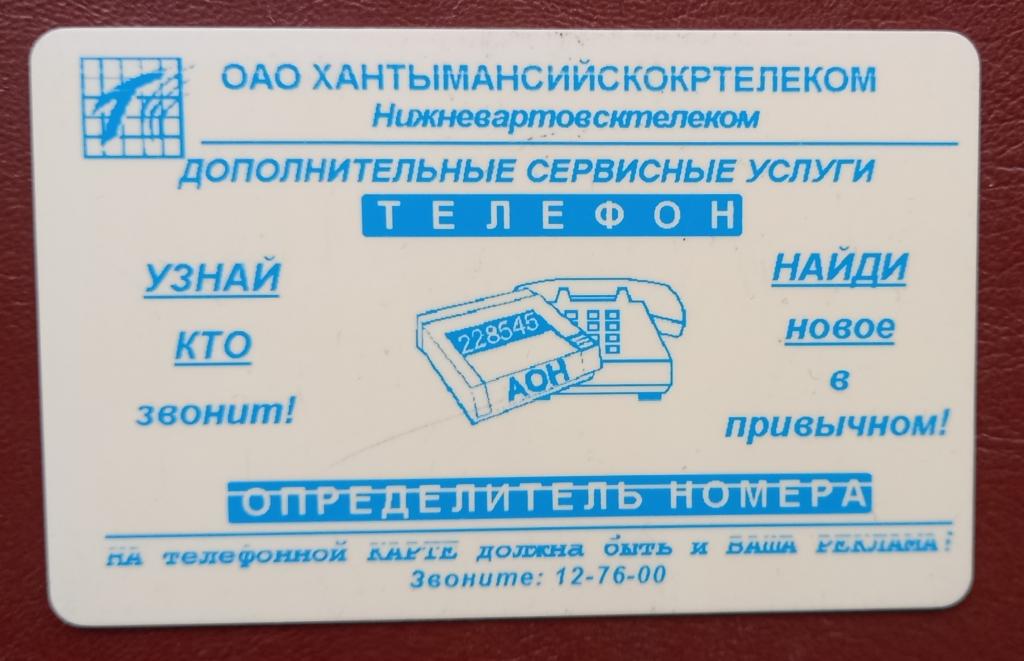 ОАО ХАНТЫМАНСИЙСКОКРТЕЛЕКОМ
Нижневартовсктелеком
ДОПОЛНИТЕЛЬНЫЕ СЕРВИСНЫЕ УСЛУГИ
ТЕЛЕФОН
УЗНАЙ
КТО
звонит!
228545
АОН
НАЙДИ
новое
в
привычном!
ОПРЕДЕЛИТЕЛЬ НОМЕРА
НА телефонной КАРТЕ должна быть и ВАША РЕКЛАМА!
Звоните: 12-76-00